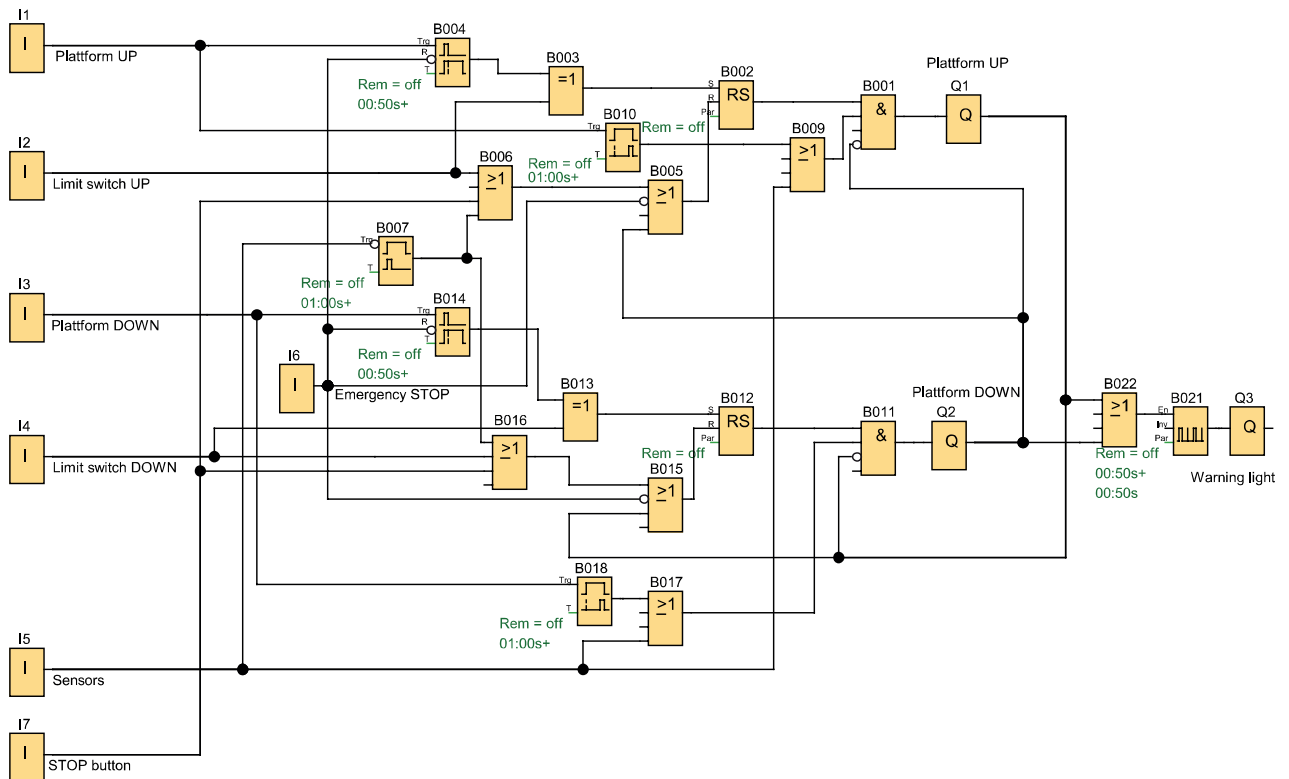 I1
I
Plattform UP
I2
I
Limit switch UP
I3
I
Plattform DOWN
I6
I
Emergency STOP
I4
I
Limit switch DOWN
I5
I
Sensors
I7
I
STOP button
B004
Trg
R
T
Rem = off
00:50s+
B003
=1
B002
S
R
Par
RS
Rem = off
B010
Trg
T
Rem = off
01:00s+
B009
≥1
B001
&
Plattform UP
Q1
Q
B006
≥1
B005
≥1
B007
Trg
T
Rem = off
01:00s+
B014
Trg
R
T
Rem = off
00:50s+
B013
=1
B012
S
R
Par
RS
Rem = off
B011
&
Plattform DOWN
Q2
Q
B016
≥1
B015
≥1
B018
Trg
T
Rem = off
01:00s+
B017
≥1
B022
≥1
B021
En
Inv
Par
Rem = off
00:50s+
00:50s
Q3
Q
Warning light